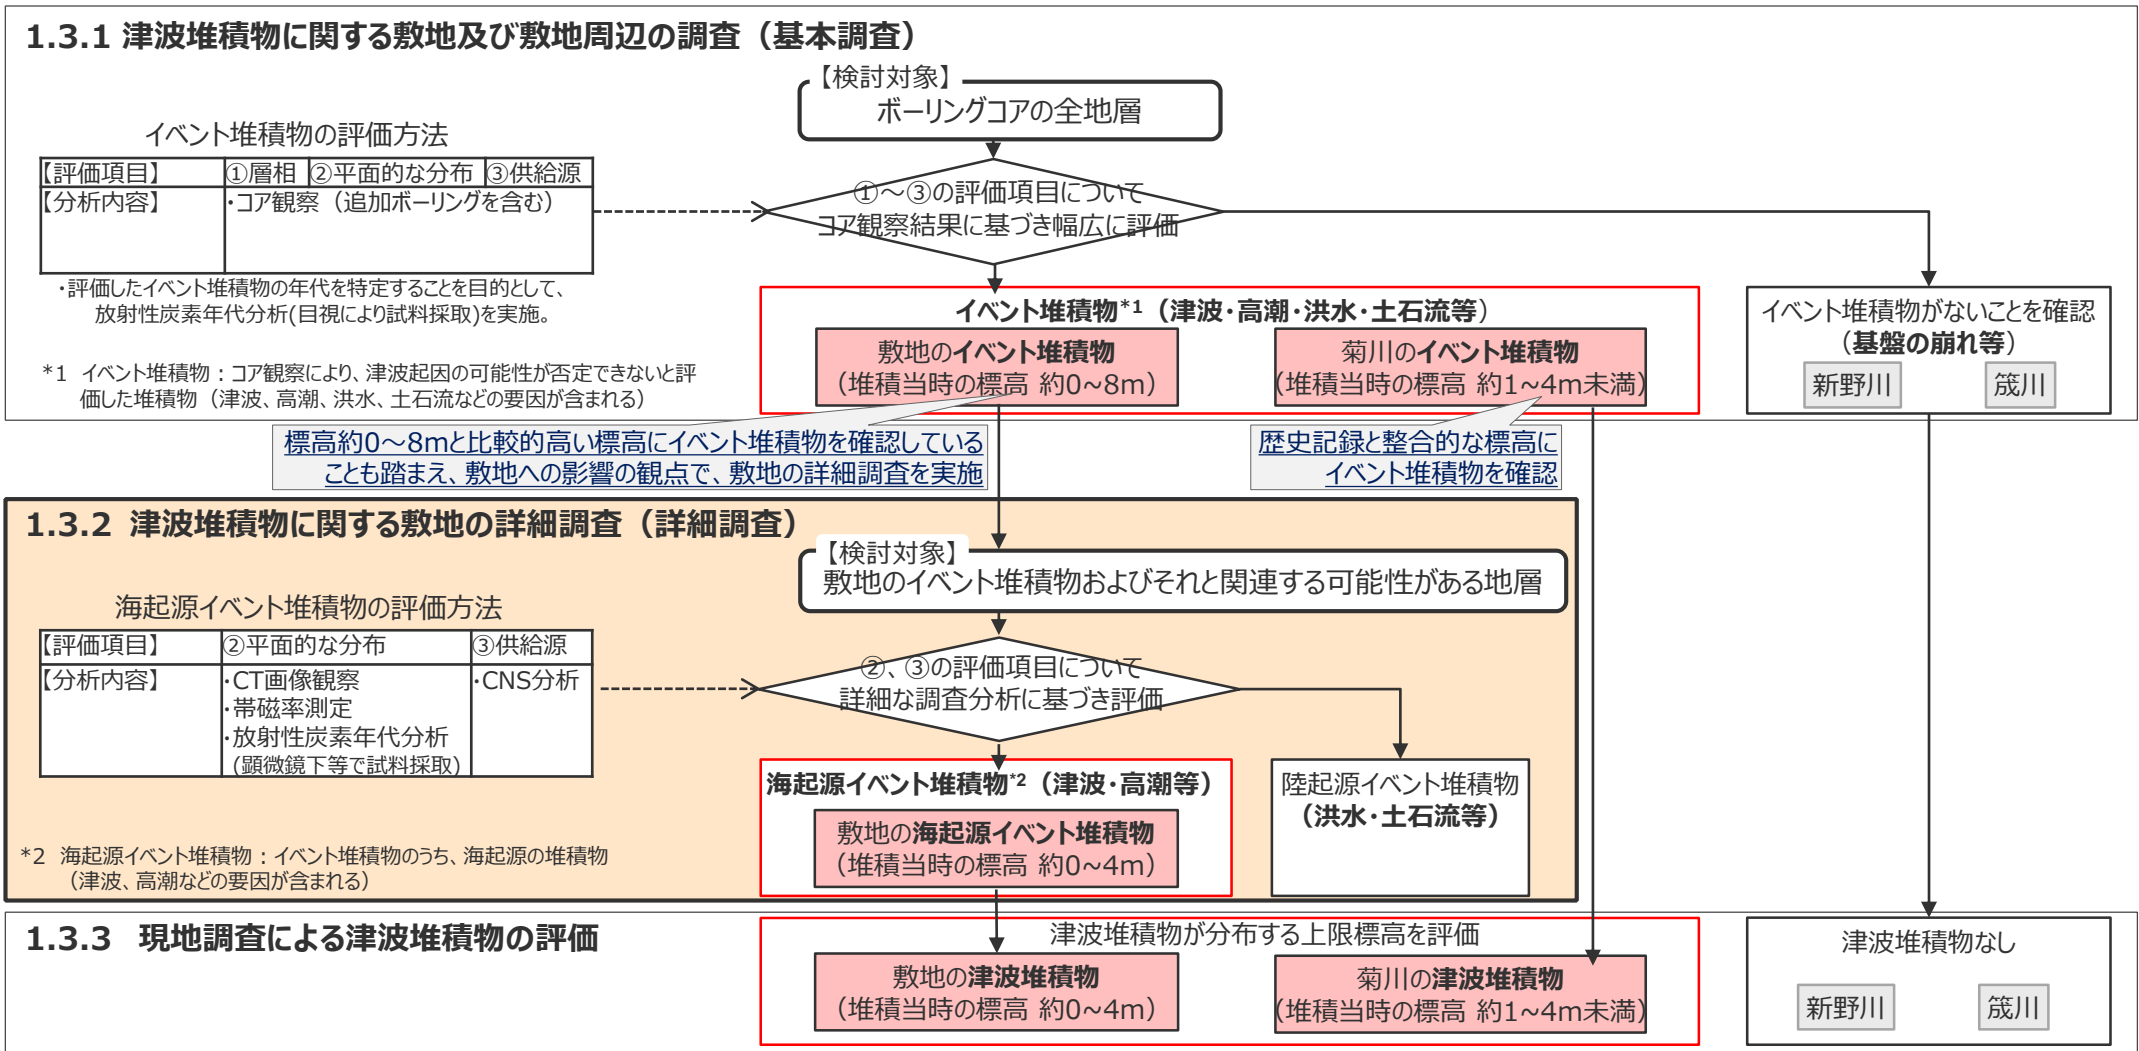 1.3.1 津波堆積物に関する敷地及び敷地周辺の調査（基本調査）
【検討対象】
ボーリングコアの全地層
イベント堆積物の評価方法
【評価項目】 ①層相 ②平面的な分布 ③供給源
【分析内容】 ・コア観察（追加ボーリングを含む）
①～③の評価項目について
コア観察結果に基づき幅広に評価
・評価したイベント堆積物の年代を特定することを目的として、
放射性炭素年代分析(目視により試料採取)を実施。
*1 イベント堆積物：コア観察により、津波起因の可能性が否定できないと評
価した堆積物（津波、高潮、洪水、土石流などの要因が含まれる）
イベント堆積物*1（津波・高潮・洪水・土石流等）
敷地のイベント堆積物
（堆積当時の標高 約0~8m）
菊川のイベント堆積物
（堆積当時の標高 約1~4m未満）
イベント堆積物がないことを確認
（基盤の崩れ等）
新野川 筬川
標高約0～8mと比較的高い標高にイベント堆積物を確認している
ことも踏まえ、敷地への影響の観点で、敷地の詳細調査を実施
歴史記録と整合的な標高に
イベント堆積物を確認
1.3.2 津波堆積物に関する敷地の詳細調査（詳細調査）
【検討対象】
敷地のイベント堆積物およびそれと関連する可能性がある地層
海起源イベント堆積物の評価方法
【評価項目】 ②平面的な分布 ③供給源
【分析内容】 ・CT画像観察 ・CNS分析
・帯磁率測定
・放射性炭素年代分析
(顕微鏡下等で試料採取)
②、③の評価項目について
詳細な調査分析に基づき評価
海起源イベント堆積物*2（津波・高潮等）
敷地の海起源イベント堆積物
（堆積当時の標高 約0~4m）
陸起源イベント堆積物
（洪水・土石流等）
*2 海起源イベント堆積物：イベント堆積物のうち、海起源の堆積物
（津波、高潮などの要因が含まれる）
1.3.3 現地調査による津波堆積物の評価
津波堆積物が分布する上限標高を評価
敷地の津波堆積物
（堆積当時の標高 約0~4m）
菊川の津波堆積物
（堆積当時の標高 約1~4m未満）
津波堆積物なし
新野川 筬川